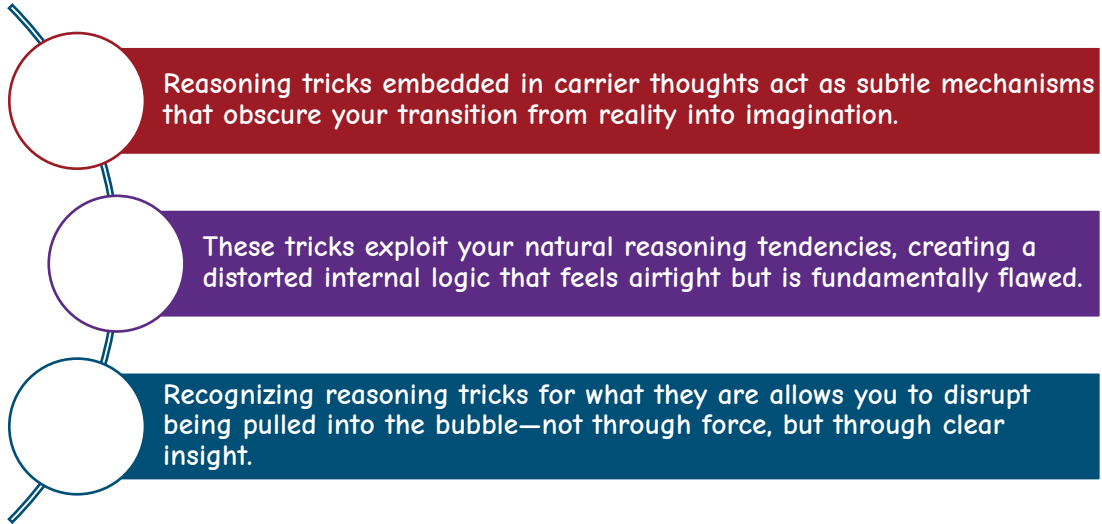 Reasoning tricks embedded in carrier thoughts act as subtle mechanisms
that obscure your transition from reality into imagination.
These tricks exploit your natural reasoning tendencies, creating a
distorted internal logic that feels airtight but is fundamentally flawed.
Recognizing reasoning tricks for what they are allows you to disrupt
being pulled into the bubble—not through force, but through clear
insight.